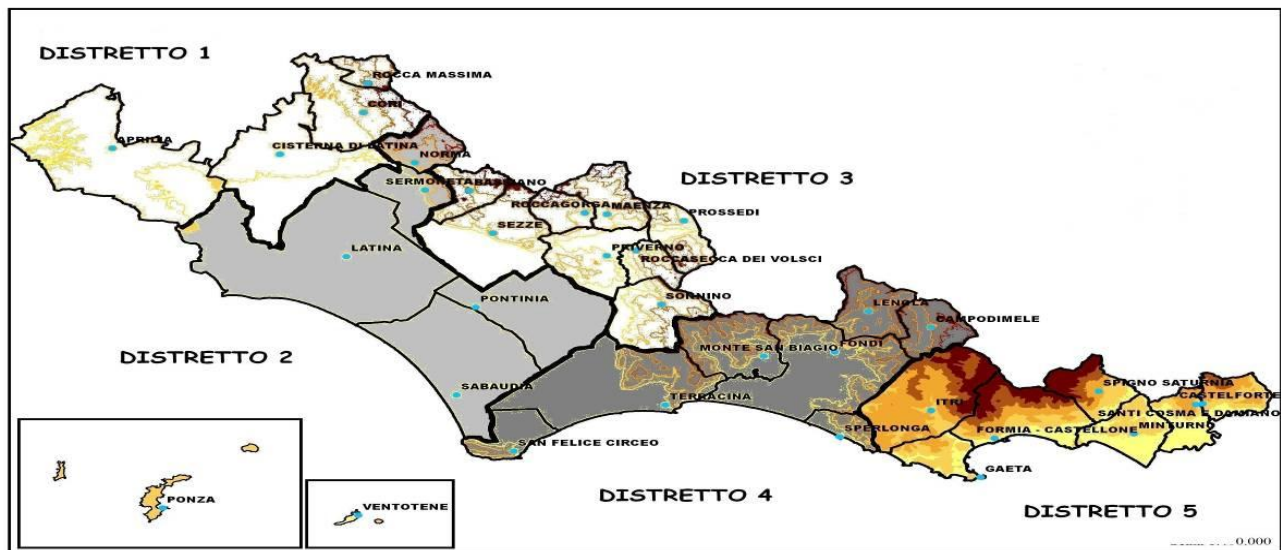 DISTRETTO 1
ROCCA MASSIMA
CORI
APRILIA
CISTERNA DI LATINA
NORMA
DISTRETTO 3
SERMONETA
BASSIANO
ROCCAGORGA
MAENZA
PROSSEDI
SEZZE
LATINA
PRIVERNO
ROCCASECCA DEI VOLSCI
PONTINIA
SONNINO
LENOLA
CAMPODIMELE
DISTRETTO 2
MONTE SAN BIAGIO
FONDI
SABAUDIA
TERRACINA
ITRI
SPIGNO SATURNIA
CASTELFORTE
SANTI COSMA E DAMIANO
SPERLONGA
FORMIA - CASTELLONE
MINTURNO
SAN FELICE CIRCEO
GAETA
PONZA
VENTOTENE
DISTRETTO 4
DISTRETTO 5
0.000